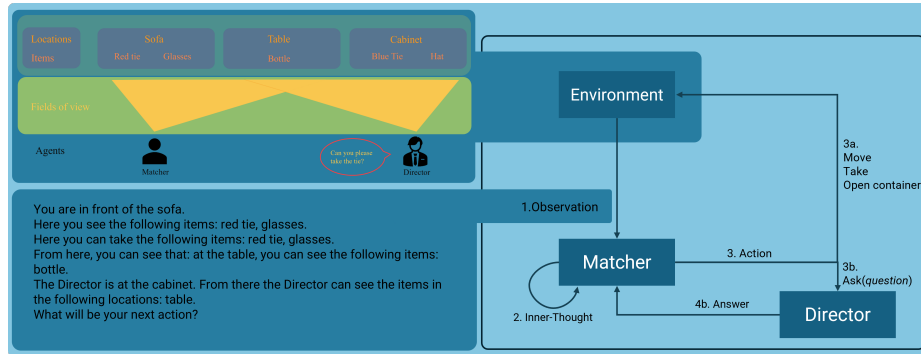 Locations
Sofa
Table
Cabinet
Items
Red tie
Glasses
Bottle
Blue Tie
Hat
Fields of view
Agents
Matcher
Can you please
take the tie?
Director
You are in front of the sofa.
Here you see the following items: red tie, glasses.
Here you can take the following items: red tie, glasses.
From here, you can see that: at the table, you can see the following items:
bottle.
The Director is at the cabinet. From there the Director can see the items in
the following locations: table.
What will be your next action?
Environment
1.Observation
Matcher
2. Inner-Thought
3. Action
3a.
Move
Take
Open container
3b.
Ask(question)
4b. Answer
Director